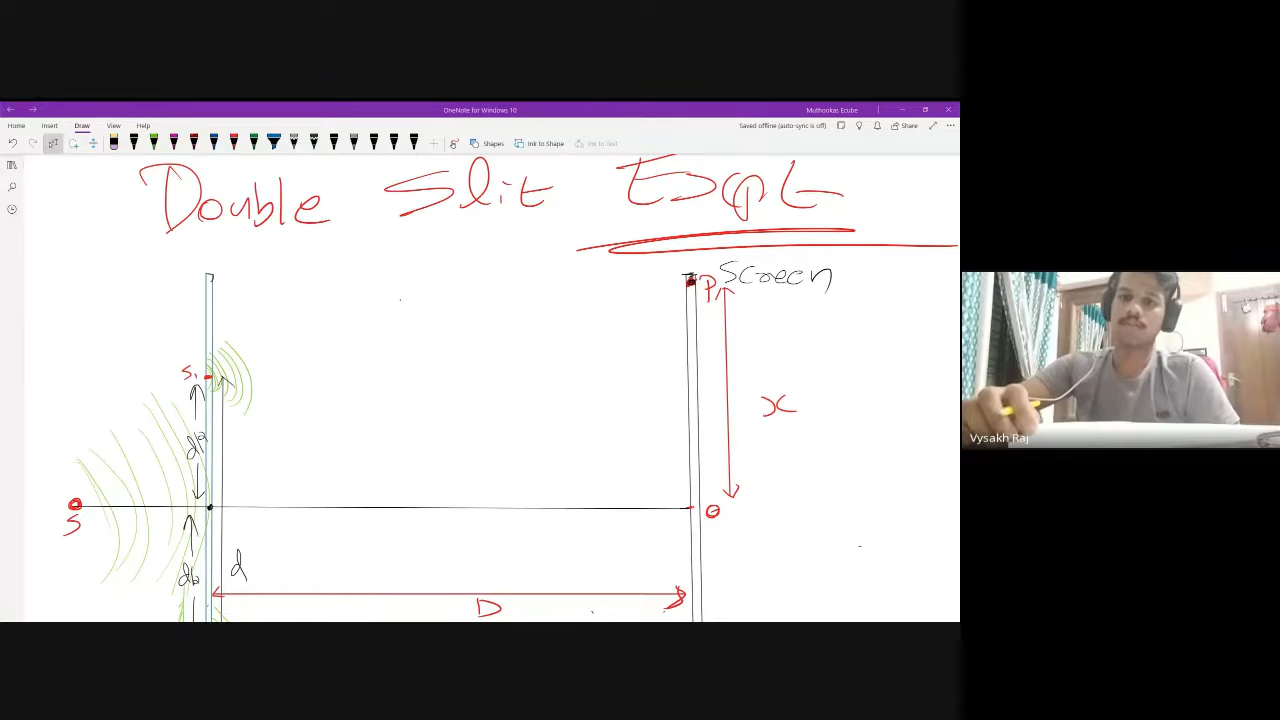 OneNote for Windows 10
Muthookas Ecube
Home Insert Draw View Help
Saved offline (auto-sync is off) Share
Shapes Ink to Shape Ink to Text
Double Slit Expt
Screen
P
S1
x
d/2
S
O
d/2
d
D
Vysakh Raj